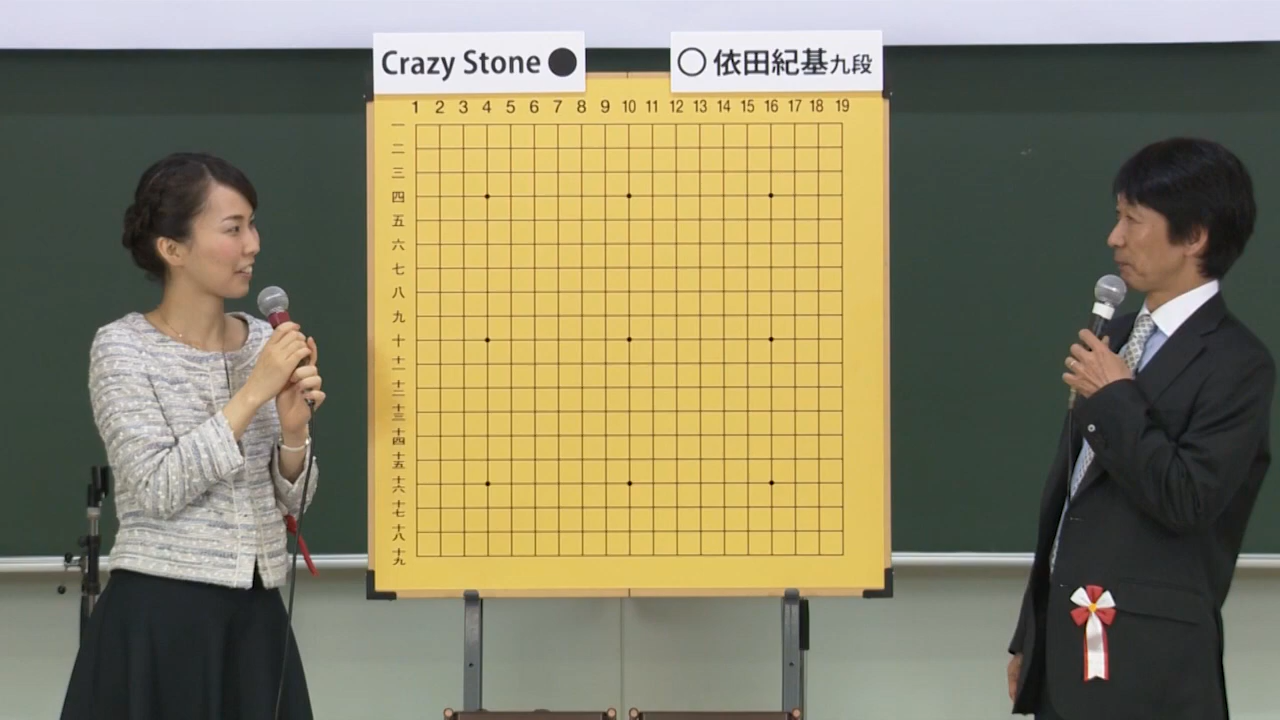 Crazy Stone ●
○ 依田紀基九段
1 2 3 4 5 6 7 8 9 10 11 12 13 14 15 16 17 18 19
一
二
三
四
五
六
七
八
九
十
十一
十二
十三
十四
十五
十六
十七
十八
十九